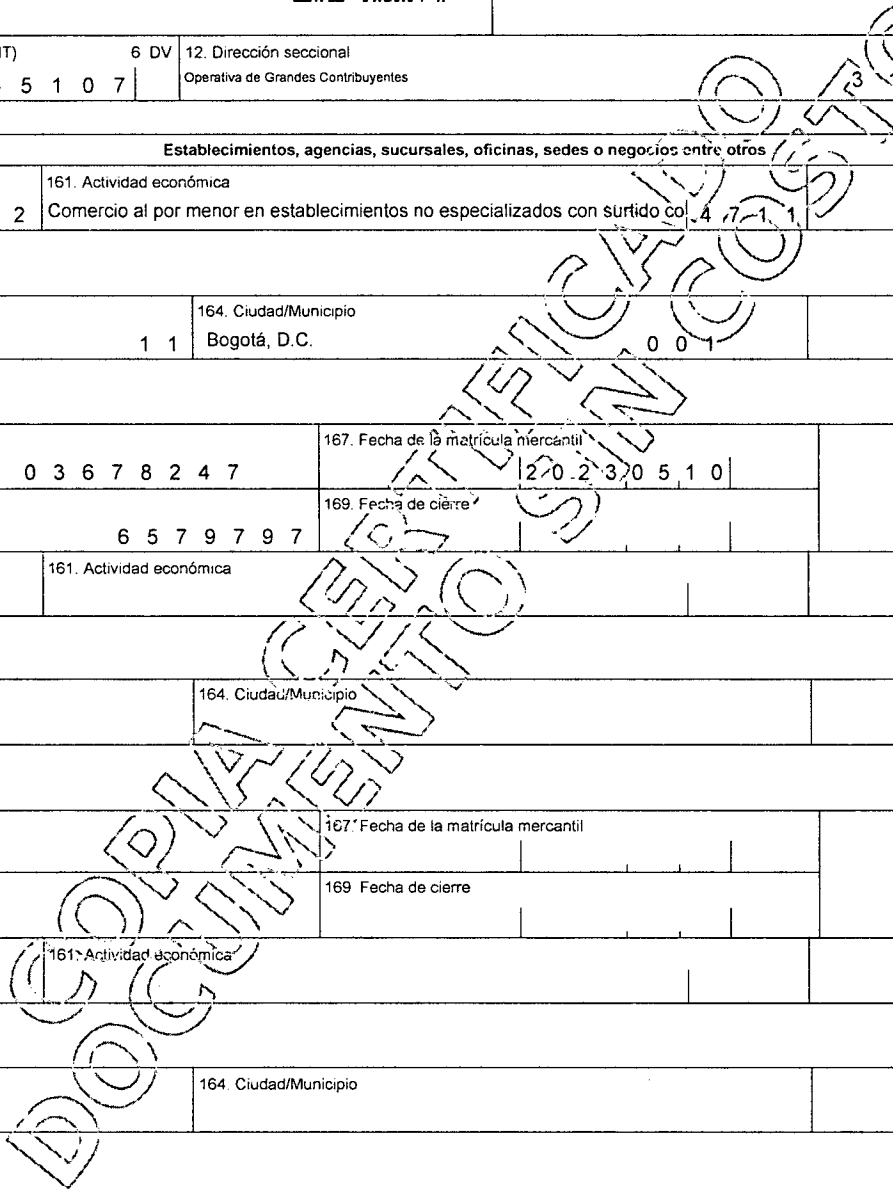 6 DV 12. Dirección seccional
5 1 0 7 Operativa de Grandes Contribuyentes
3
Establecimientos, agencias, sucursales, oficinas, sedes o negocios entre otros
161. Actividad económica
2 Comercio al por menor en establecimientos no especializados con surtido co 4 7 1 1
164. Ciudad/Municipio
1 1 Bogotá, D.C. 0 0 1
167. Fecha de la matrícula mercantil
0 3 6 7 8 2 4 7 2 0 2 3 0 5 1 0
169. Fecha de cierre
6 5 7 9 7 9 7
161. Actividad económica
164. Ciudad/Municipio
167. Fecha de la matrícula mercantil
169 Fecha de cierre
161. Actividad económica
164. Ciudad/Municipio
COPIA CERTIFICADO
DOCUMENTO SIN COSTO